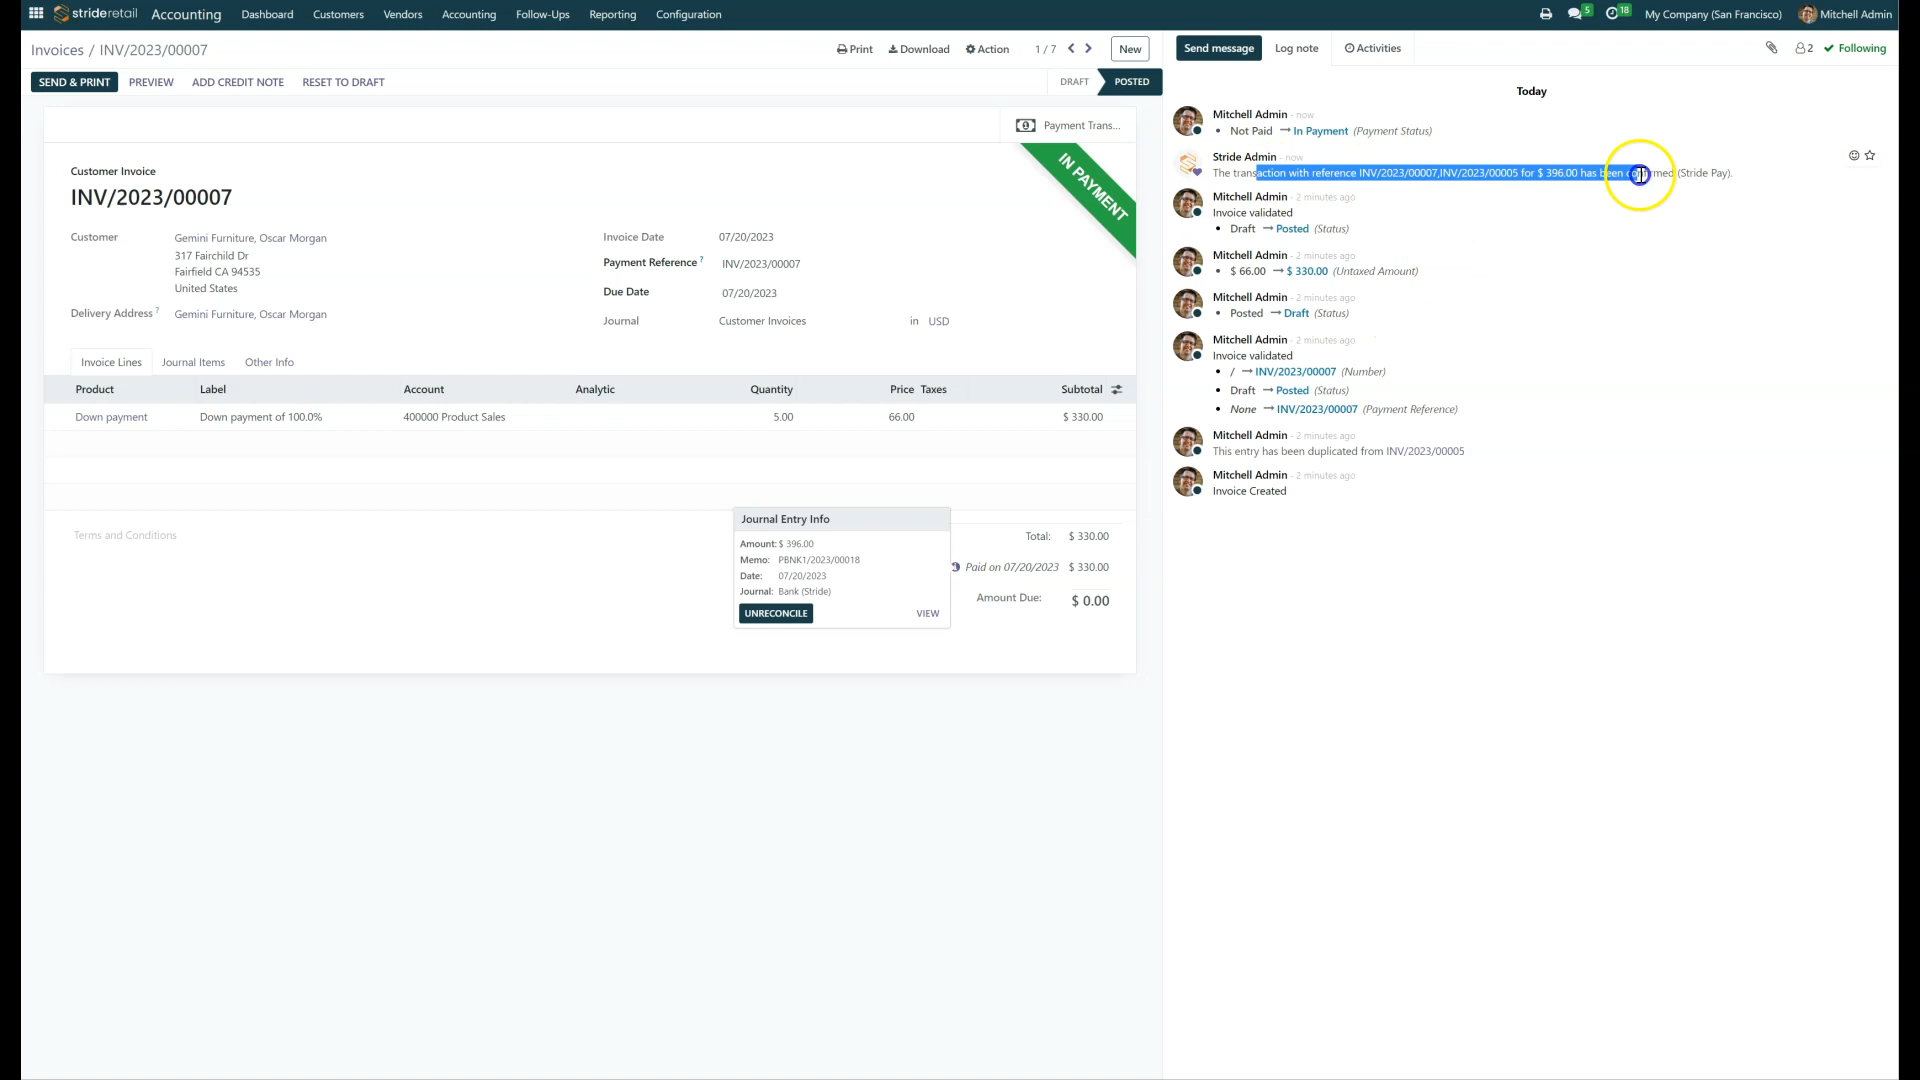 strideretail Accounting Dashboard Customers Vendors Accounting Follow-Ups Reporting Configuration 5 18 My Company (San Francisco) Mitchell Admin
Invoices / INV/2023/00007 Print Download Action 1 / 7 New
SEND & PRINT PREVIEW ADD CREDIT NOTE RESET TO DRAFT DRAFT POSTED
Payment Trans...
IN PAYMENT
Customer Invoice
INV/2023/00007
Customer Gemini Furniture, Oscar Morgan
317 Fairchild Dr
Fairfield CA 94535
United States
Delivery Address ? Gemini Furniture, Oscar Morgan
Invoice Date 07/20/2023
Payment Reference ? INV/2023/00007
Due Date 07/20/2023
Journal Customer Invoices in USD
Invoice Lines Journal Items Other Info
Product Label Account Analytic Quantity Price Taxes Subtotal
Down payment Down payment of 100.0% 400000 Product Sales 5.00 66.00 $ 330.00
Terms and Conditions
Journal Entry Info
Amount: $ 396.00
Memo: PBNK1/2023/00018
Date: 07/20/2023
Journal: Bank (Stride)
UNRECONCILE VIEW
Total: $ 330.00
Paid on 07/20/2023 $ 330.00
Amount Due: $ 0.00
Send message Log note Activities 2 Following
Today
Mitchell Admin - now
• Not Paid → In Payment (Payment Status)
Stride Admin - now
The transaction with reference INV/2023/00007,INV/2023/00005 for $ 396.00 has been confirmed (Stride Pay).
Mitchell Admin - 2 minutes ago
Invoice validated
• Draft → Posted (Status)
Mitchell Admin - 2 minutes ago
• $ 66.00 → $ 330.00 (Untaxed Amount)
Mitchell Admin - 2 minutes ago
• Posted → Draft (Status)
Mitchell Admin - 2 minutes ago
Invoice validated
• / → INV/2023/00007 (Number)
• Draft → Posted (Status)
• None → INV/2023/00007 (Payment Reference)
Mitchell Admin - 2 minutes ago
This entry has been duplicated from INV/2023/00005
Mitchell Admin - 2 minutes ago
Invoice Created